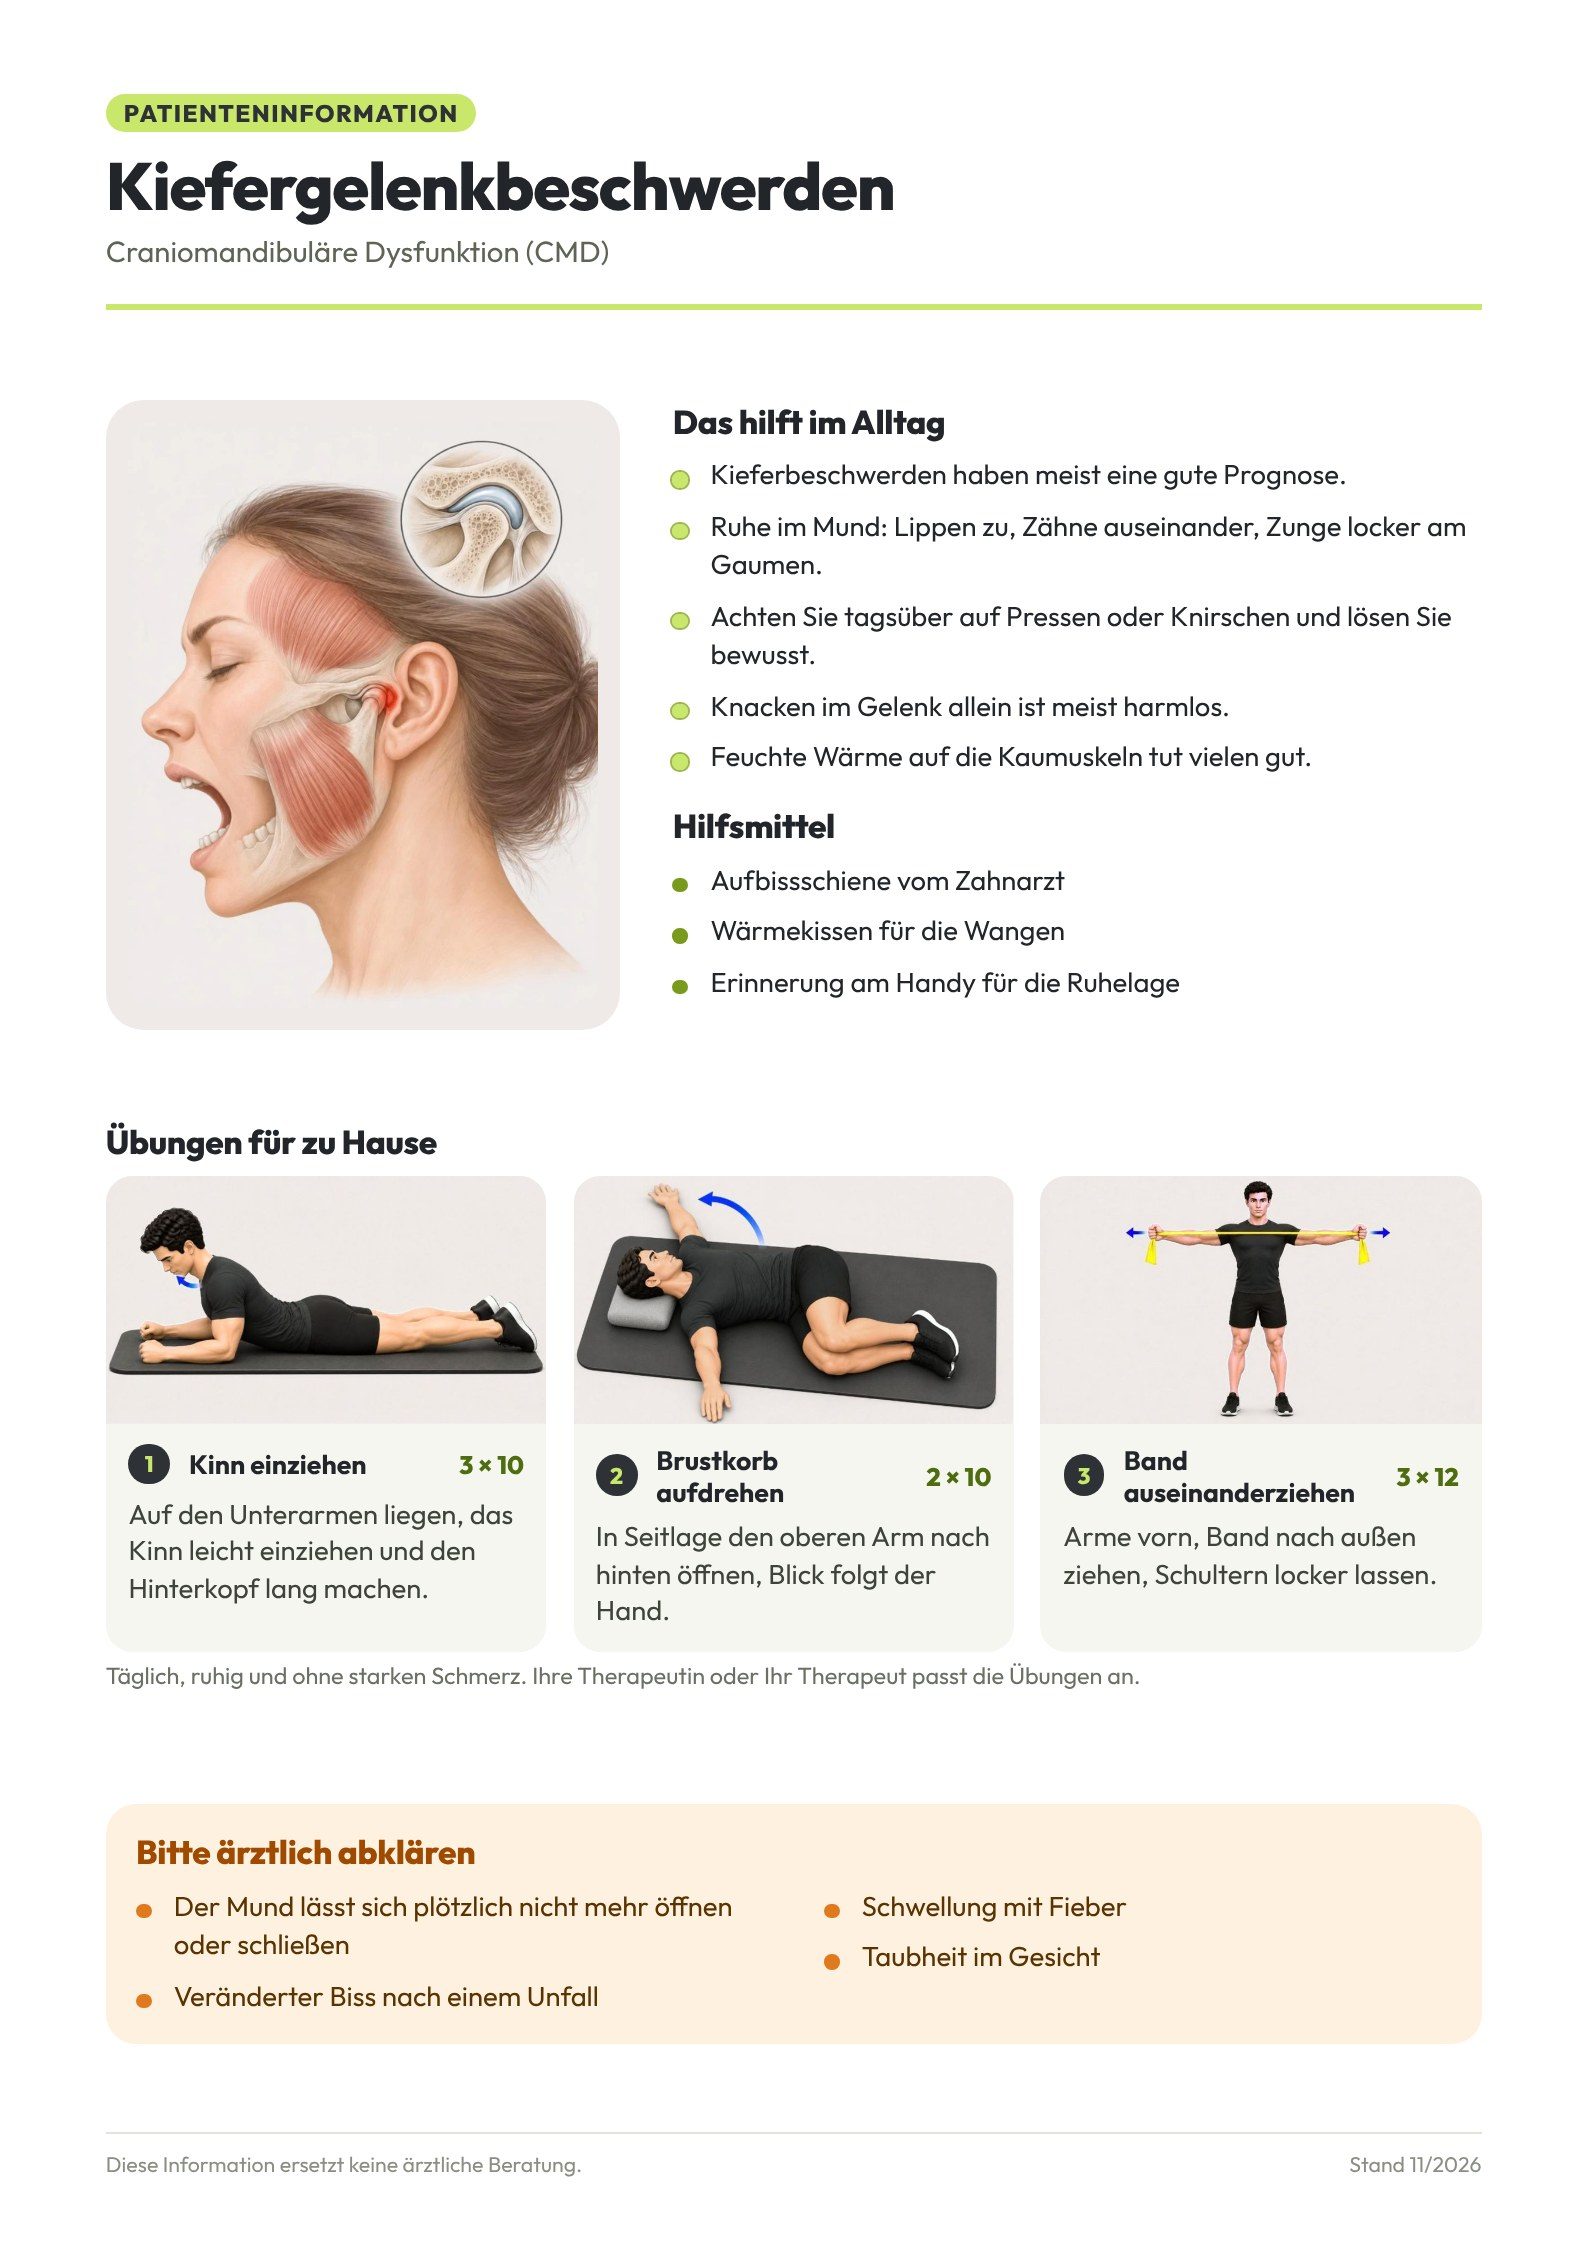 PATIENTENINFORMATION
Kiefergelenkbeschwerden
Craniomandibuläre Dysfunktion (CMD)
Das hilft im Alltag
Kieferbeschwerden haben meist eine gute Prognose.
Ruhe im Mund: Lippen zu, Zähne auseinander, Zunge locker am
Gaumen.
Achten Sie tagsüber auf Pressen oder Knirschen und lösen Sie
bewusst.
Knacken im Gelenk allein ist meist harmlos.
Feuchte Wärme auf die Kaumuskeln tut vielen gut.
Hilfsmittel
Aufbissschiene vom Zahnarzt
Wärmekissen für die Wangen
Erinnerung am Handy für die Ruhelage
Übungen für zu Hause
1 Kinn einziehen 3 × 10
Auf den Unterarmen liegen, das
Kinn leicht einziehen und den
Hinterkopf lang machen.
2 Brustkorb
aufdrehen 2 × 10
In Seitlage den oberen Arm nach
hinten öffnen, Blick folgt der
Hand.
3 Band
auseinanderziehen 3 × 12
Arme vorn, Band nach außen
ziehen, Schultern locker lassen.
Täglich, ruhig und ohne starken Schmerz. Ihre Therapeutin oder Ihr Therapeut passt die Übungen an.
Bitte ärztlich abklären
Der Mund lässt sich plötzlich nicht mehr öffnen
oder schließen
Veränderter Biss nach einem Unfall
Schwellung mit Fieber
Taubheit im Gesicht
Diese Information ersetzt keine ärztliche Beratung.
Stand 11/2026